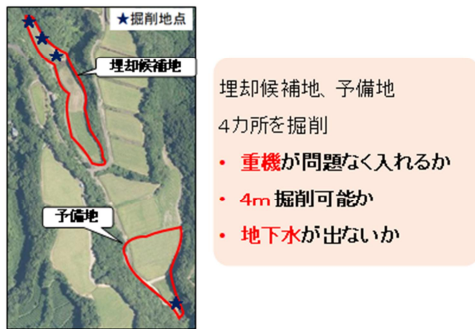 ★掘削地点
埋却候補地
予備地
埋却候補地、予備地
4カ所を掘削
• 重機が問題なく入れるか
• 4m掘削可能か
• 地下水が出ないか